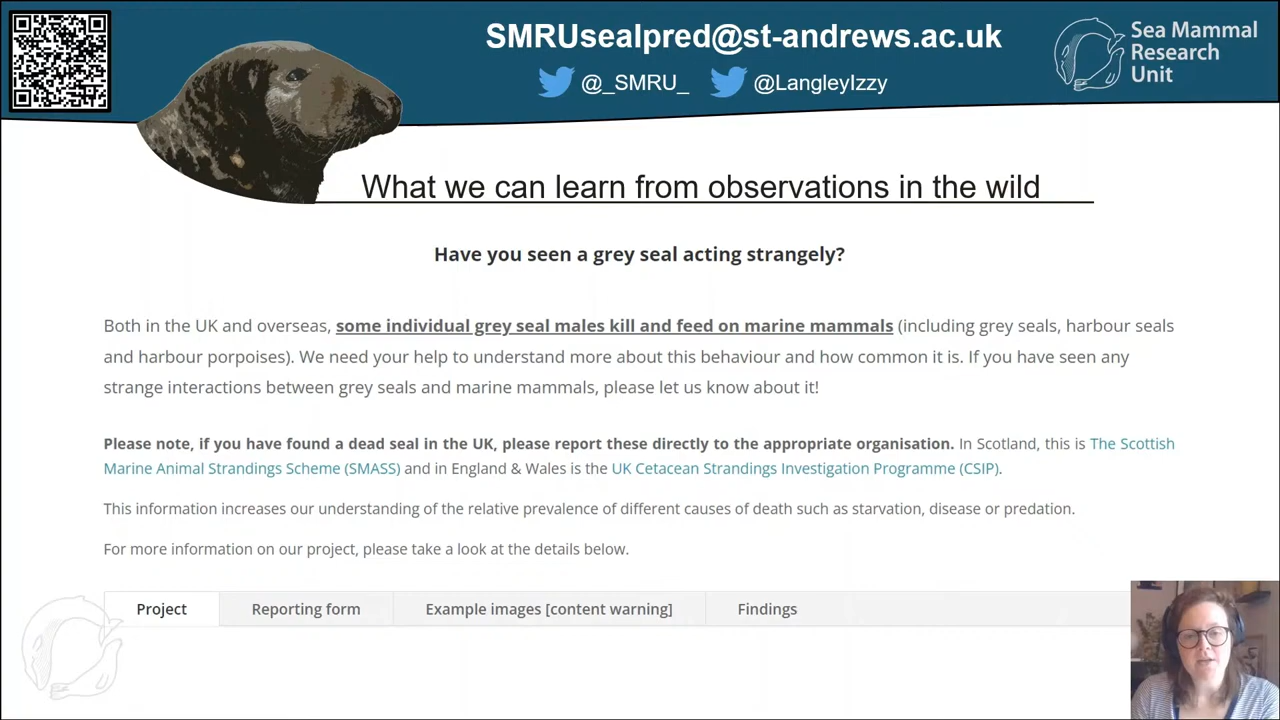 SMRUsealpred@st-andrews.ac.uk
@_SMRU_ @LangleyIzzy
Sea Mammal
Research
Unit
What we can learn from observations in the wild
Have you seen a grey seal acting strangely?
Both in the UK and overseas, some individual grey seal males kill and feed on marine mammals (including grey seals, harbour seals
and harbour porpoises). We need your help to understand more about this behaviour and how common it is. If you have seen any
strange interactions between grey seals and marine mammals, please let us know about it!
Please note, if you have found a dead seal in the UK, please report these directly to the appropriate organisation. In Scotland, this is The Scottish
Marine Animal Strandings Scheme (SMASS) and in England & Wales is the UK Cetacean Strandings Investigation Programme (CSIP).
This information increases our understanding of the relative prevalence of different causes of death such as starvation, disease or predation.
For more information on our project, please take a look at the details below.
Project Reporting form Example images [content warning] Findings